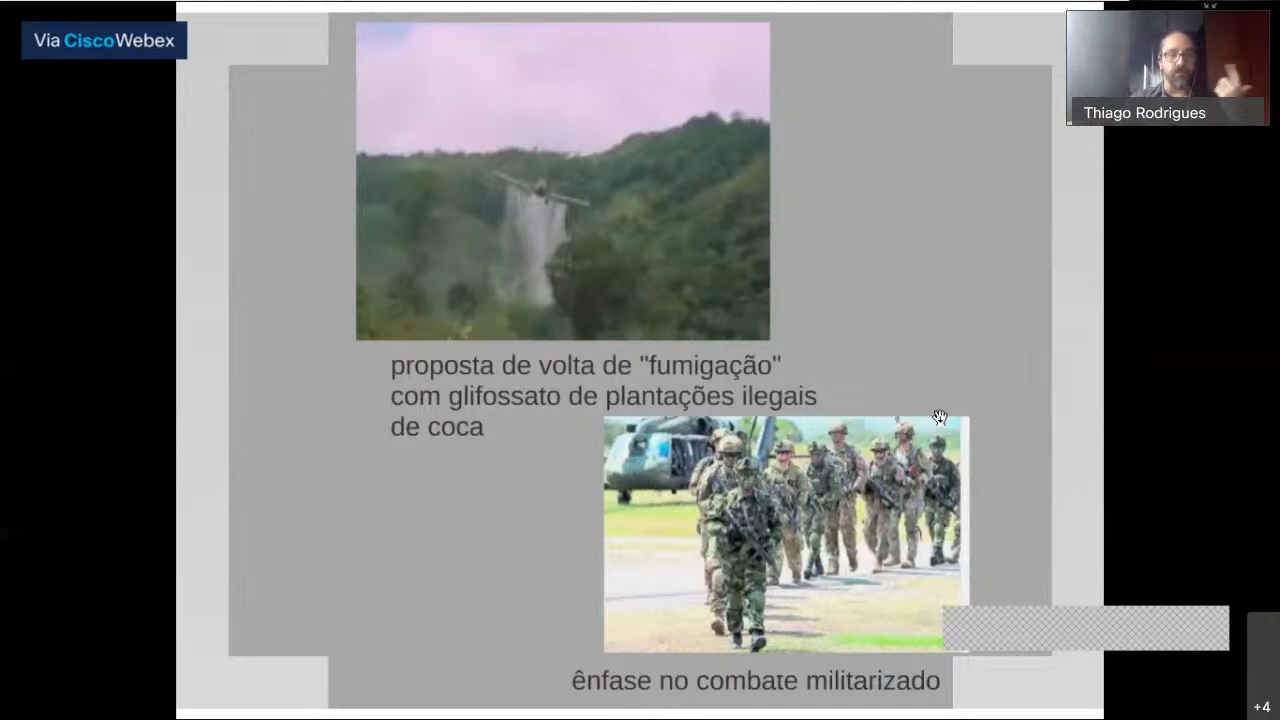 Via CiscoWebex
Thiago Rodrigues
proposta de volta de "fumigação"
com glifossato de plantações ilegais
de coca
ênfase no combate militarizado
+4